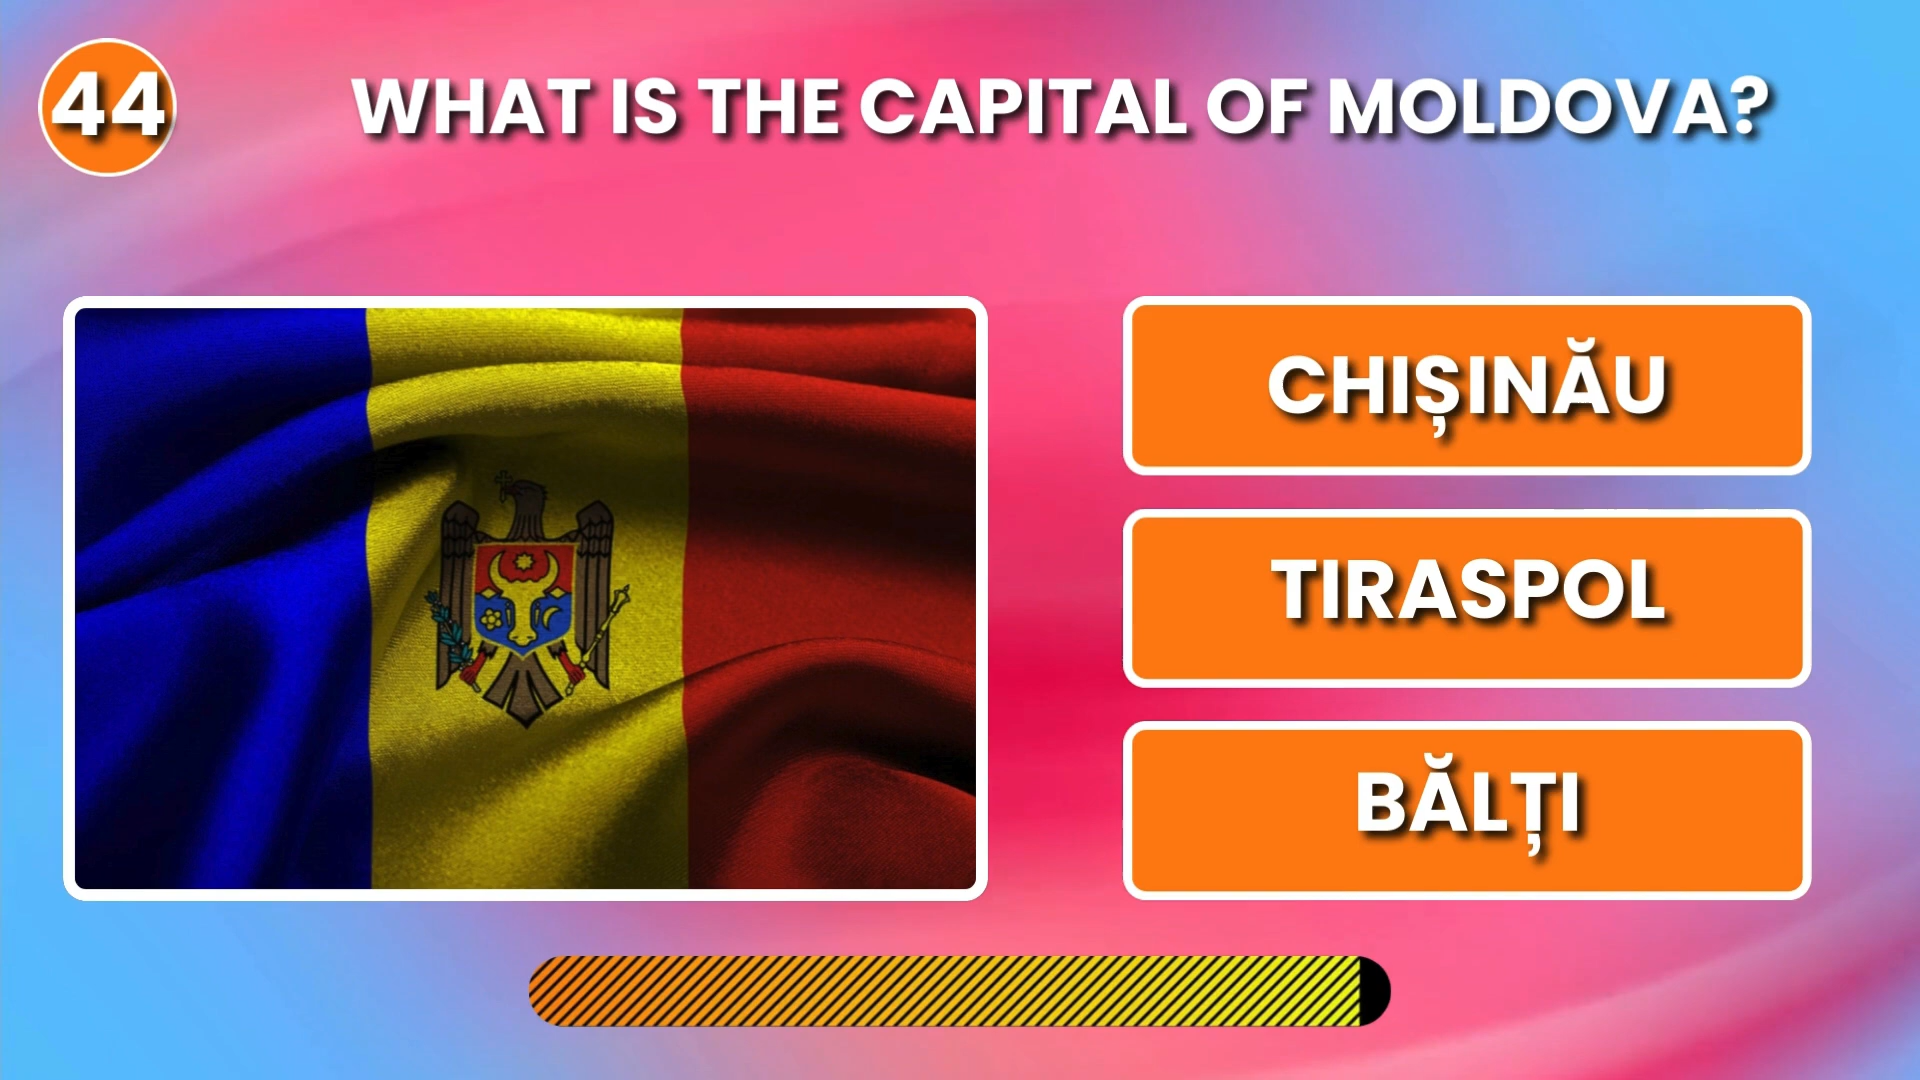 44
WHAT IS THE CAPITAL OF MOLDOVA?
CHIȘINĂU
TIRASPOL
BĂLȚI